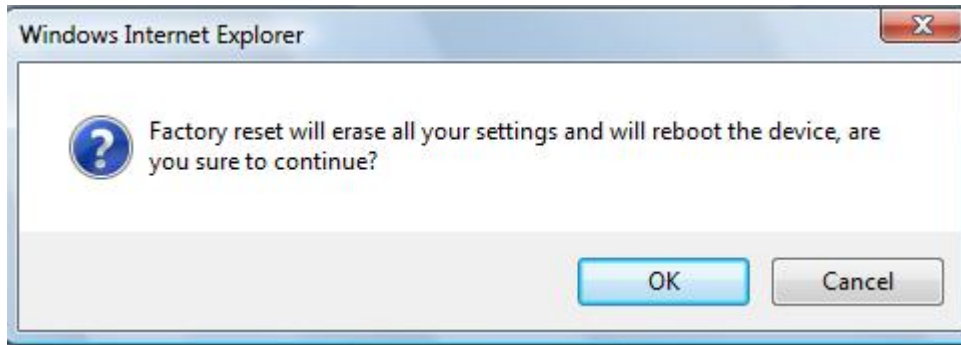 Windows Internet Explorer
Factory reset will erase all your settings and will reboot the device, are
you sure to continue?
OK
Cancel